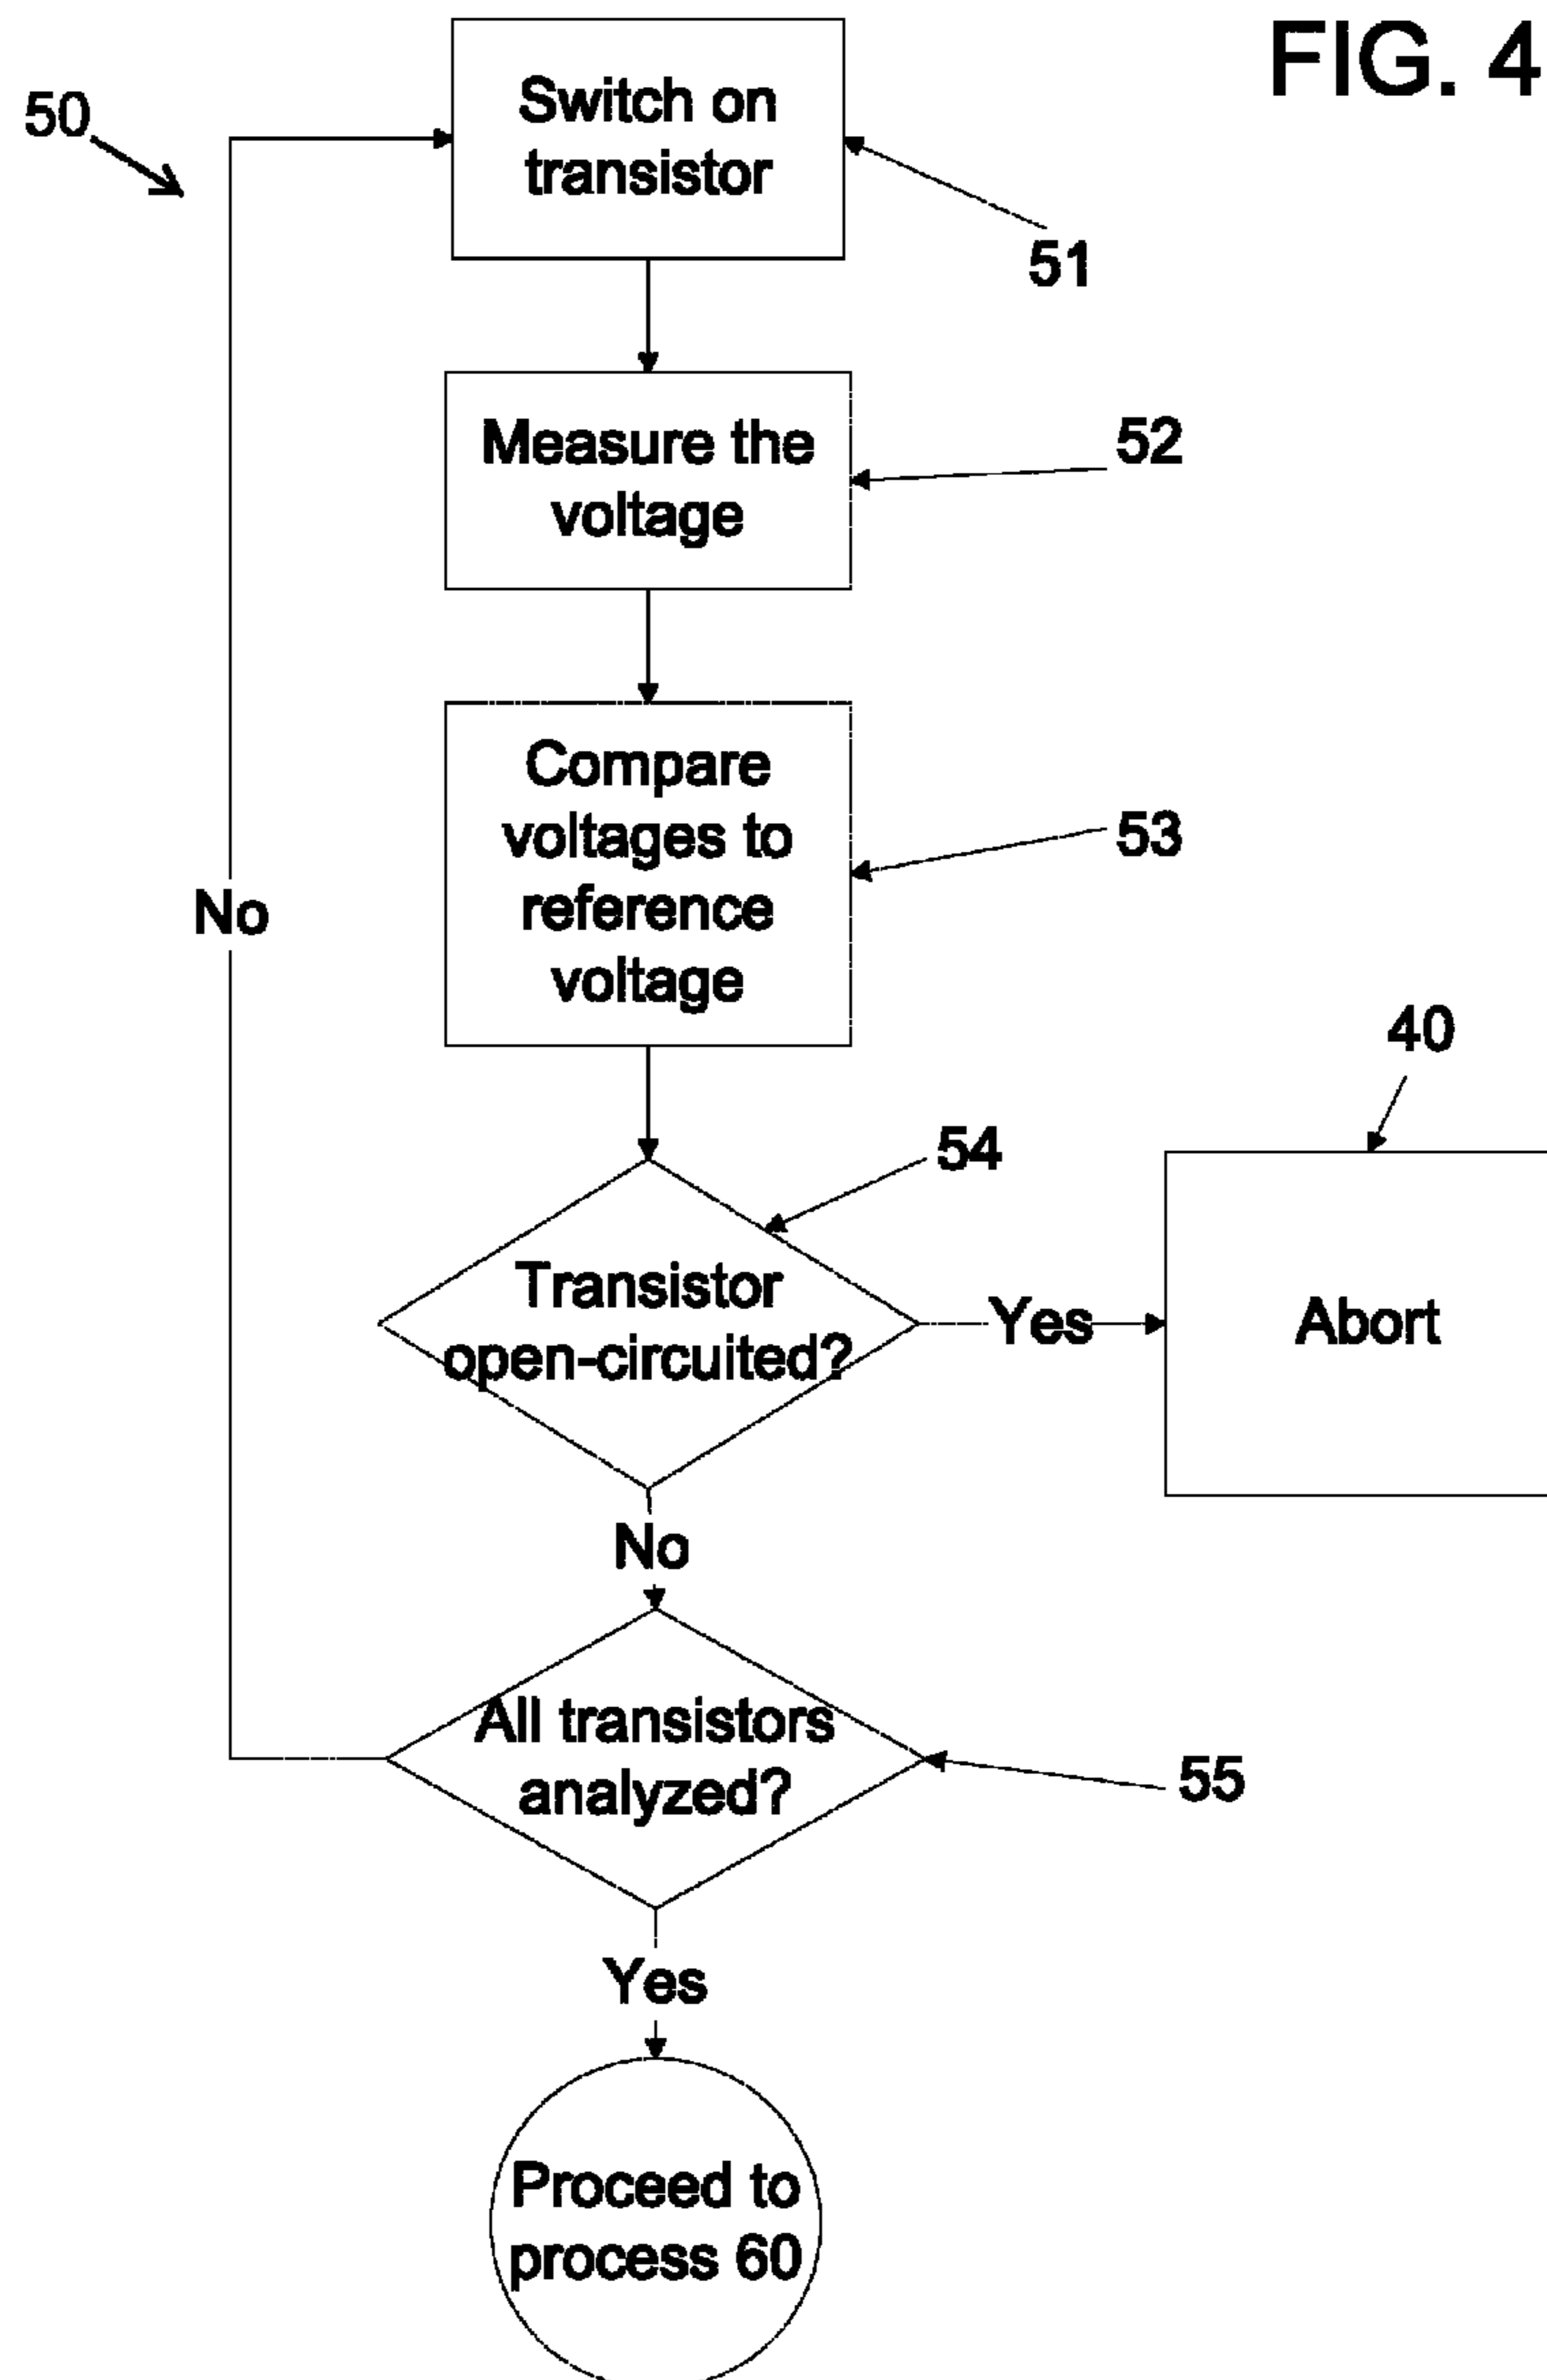 FIG. 4
50
Switch on
transistor
51
Measure the
voltage
52
Compare
voltages to
reference
voltage
53
No
40
54
Transistor
open-circuited?
Yes
Abort
No
All transistors
analyzed?
55
Yes
Proceed to
process 60